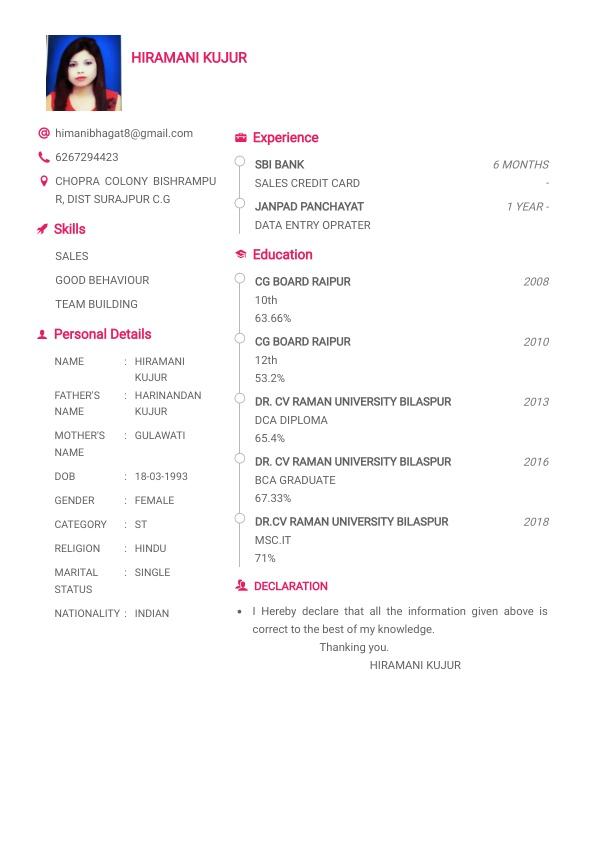 HIRAMANI KUJUR
himanibhagat8@gmail.com
6267294423
CHOPRA COLONY BISHRAMPU
R, DIST SURAJPUR C.G
Skills
SALES
GOOD BEHAVIOUR
TEAM BUILDING
Personal Details
NAME : HIRAMANI
KUJUR
FATHER'S : HARINANDAN
NAME KUJUR
MOTHER'S : GULAWATI
NAME
DOB : 18-03-1993
GENDER : FEMALE
CATEGORY : ST
RELIGION : HINDU
MARITAL : SINGLE
STATUS
NATIONALITY : INDIAN
Experience
SBI BANK 6 MONTHS
SALES CREDIT CARD -
JANPAD PANCHAYAT 1 YEAR -
DATA ENTRY OPRATER
Education
CG BOARD RAIPUR 2008
10th
63.66%
CG BOARD RAIPUR 2010
12th
53.2%
DR. CV RAMAN UNIVERSITY BILASPUR 2013
DCA DIPLOMA
65.4%
DR. CV RAMAN UNIVERSITY BILASPUR 2016
BCA GRADUATE
67.33%
DR.CV RAMAN UNIVERSITY BILASPUR 2018
MSC.IT
71%
DECLARATION
• I Hereby declare that all the information given above is
correct to the best of my knowledge.
Thanking you.
HIRAMANI KUJUR